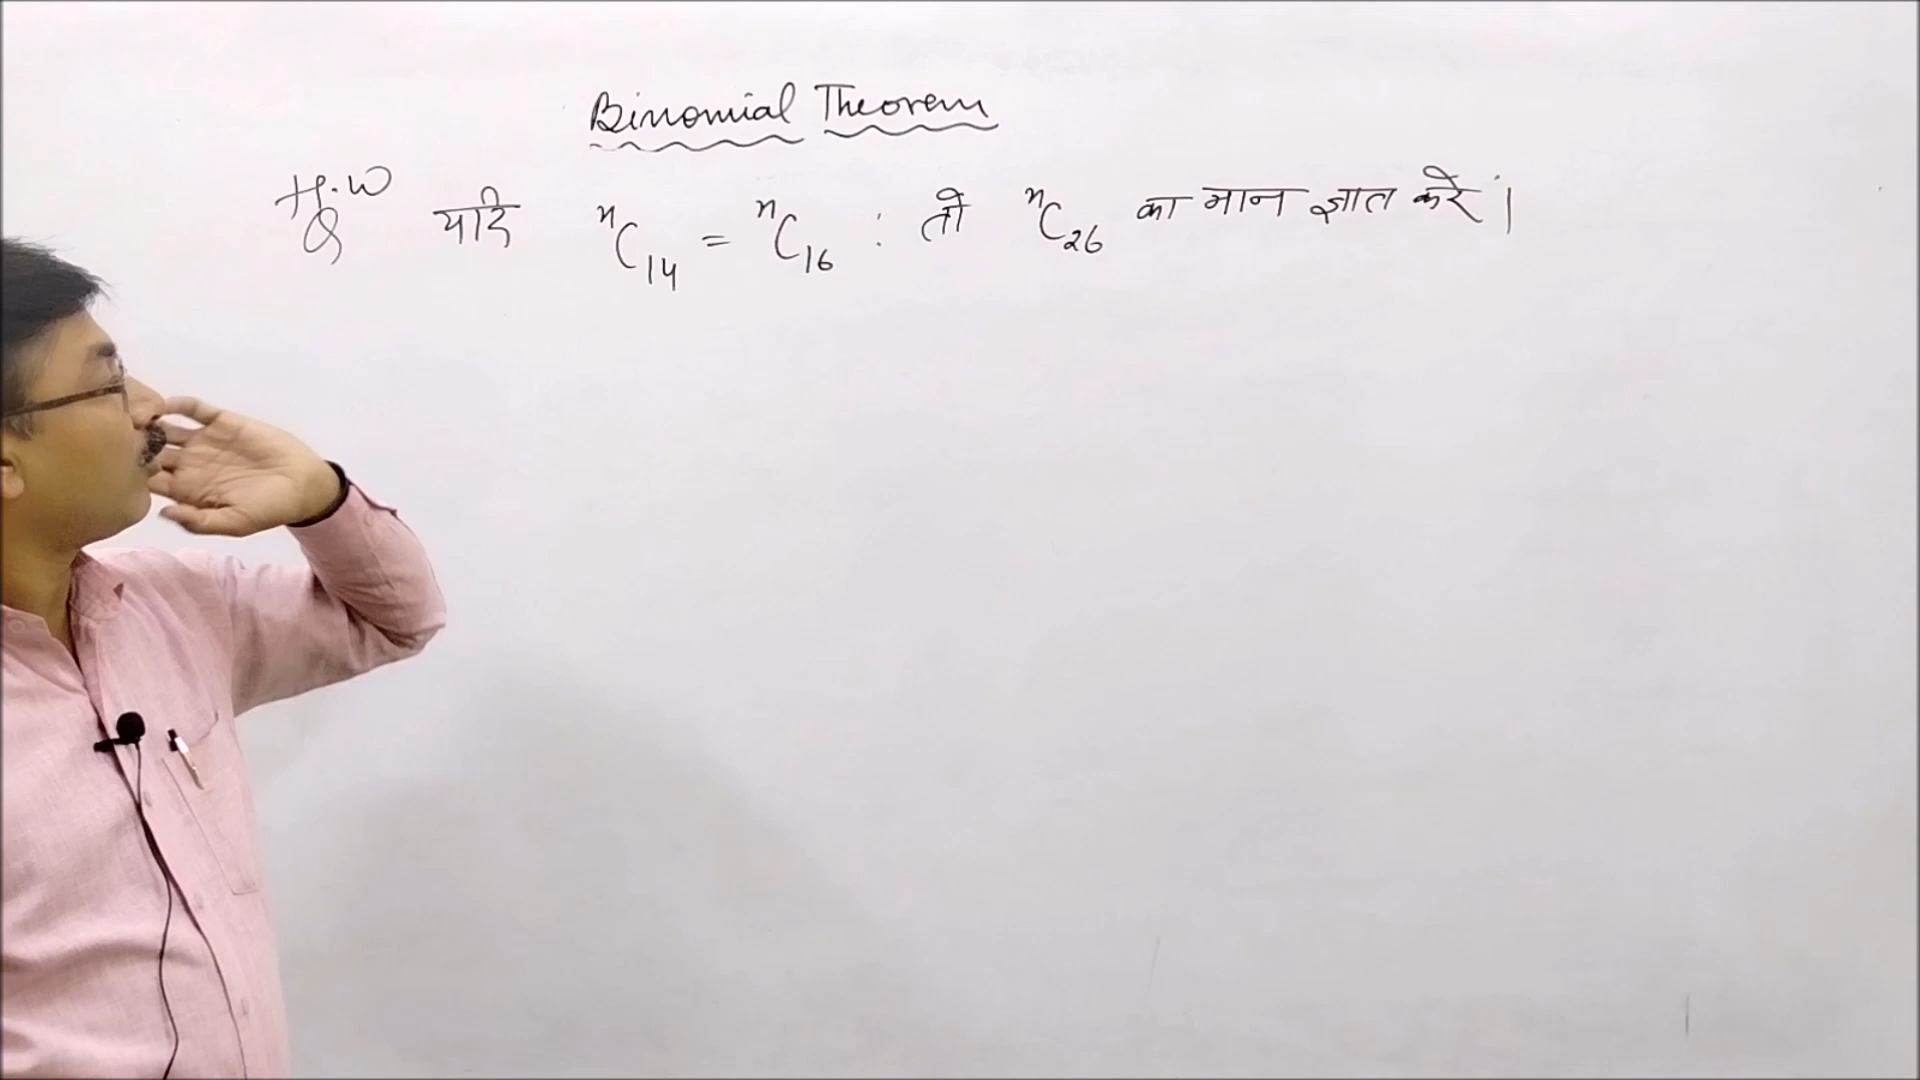 Binomial Theorem
H.W
Q यदि ⁿC₁₄ = ⁿC₁₆ : तो ⁿC₂₆ का मान ज्ञात करें।